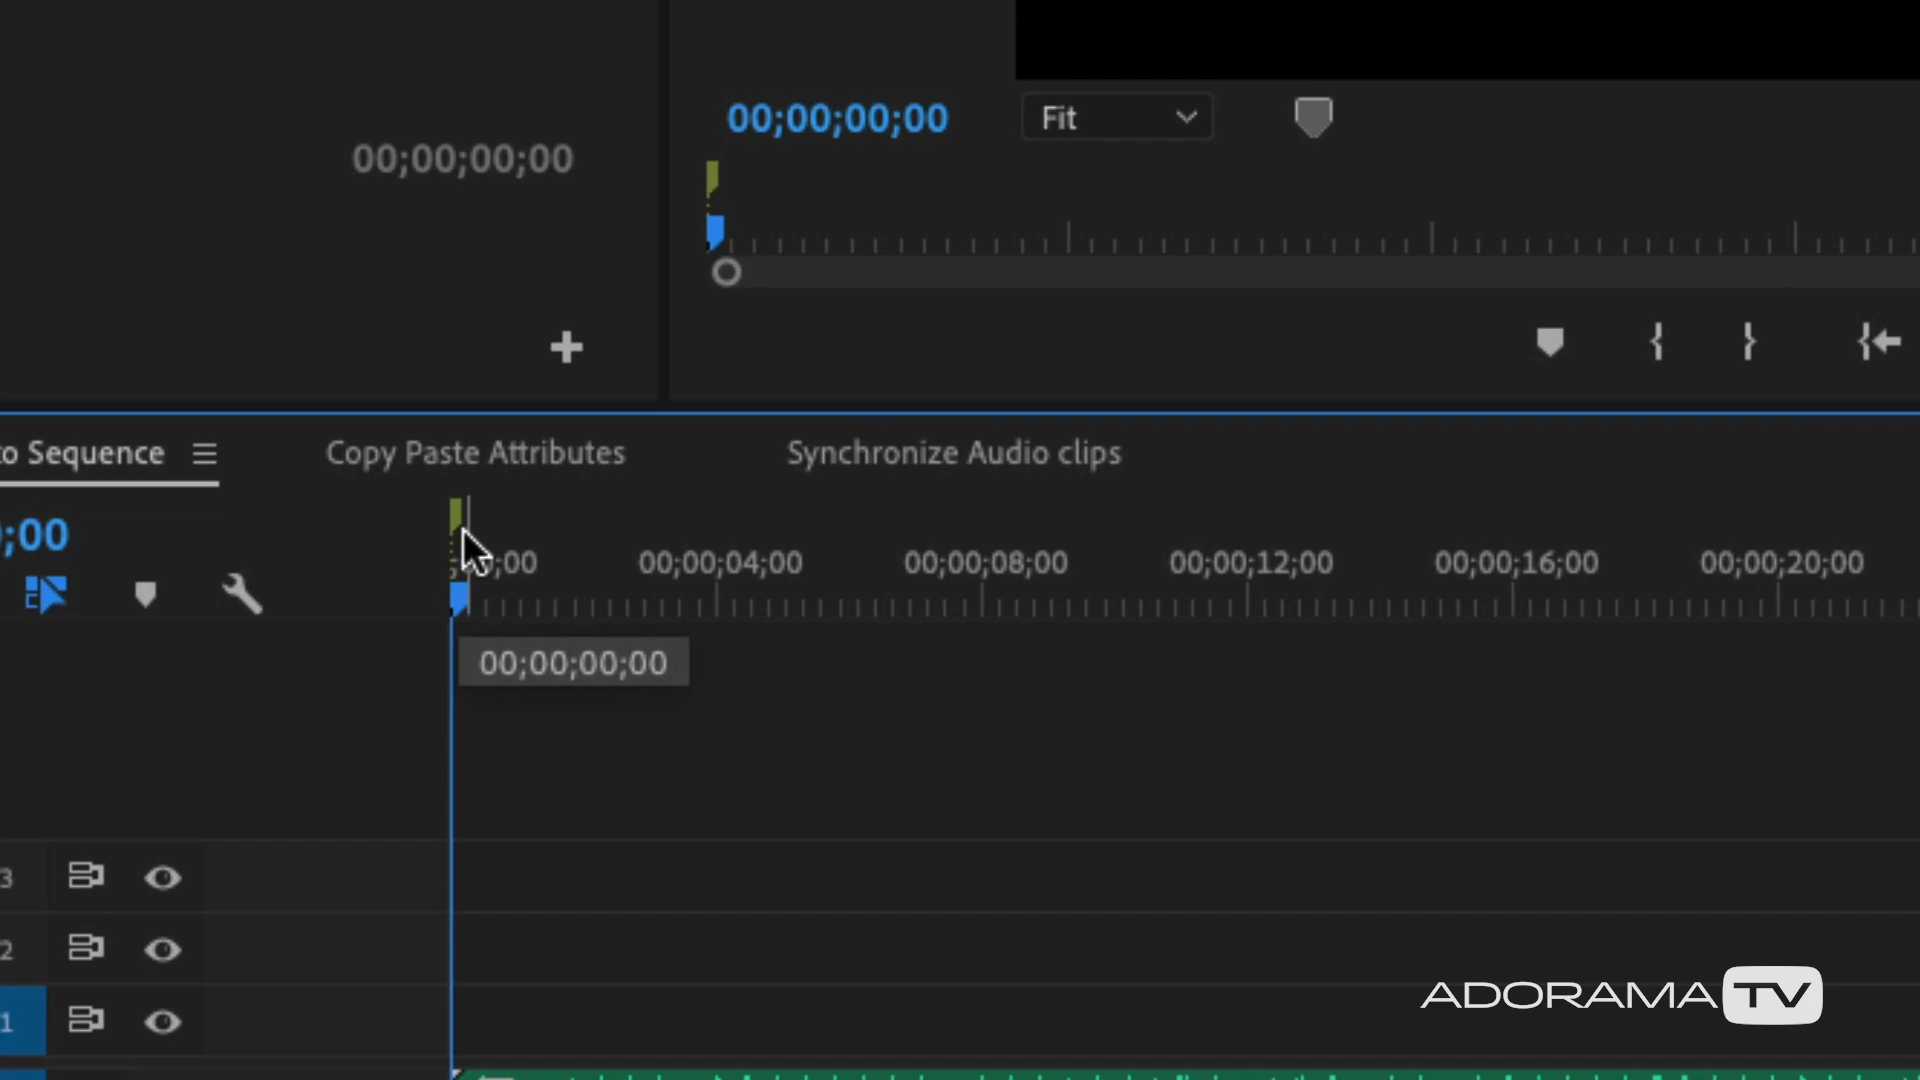 00;00;00;00
Fit
00;00;00;00
to Sequence
Copy Paste Attributes
Synchronize Audio clips
;00
;00
00;00;04;00
00;00;08;00
00;00;12;00
00;00;16;00
00;00;20;00
00;00;00;00
3
2
1
ADORAMA TV